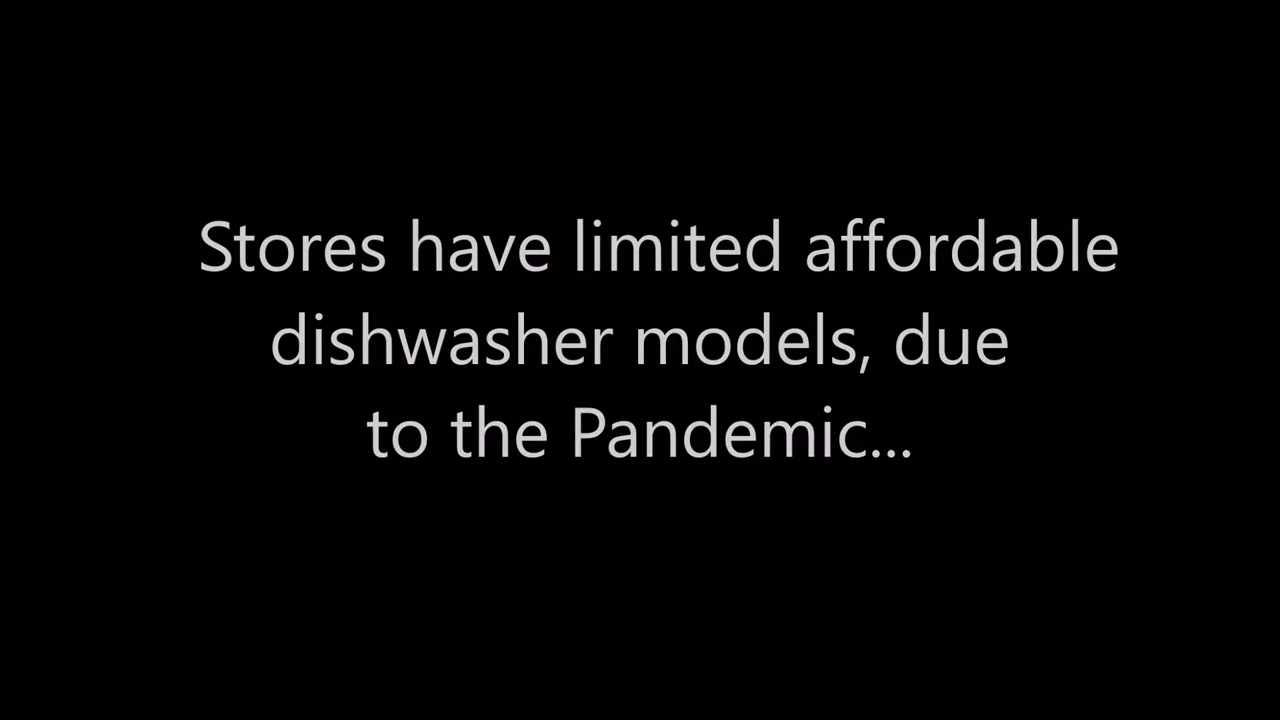 Stores have limited affordable
dishwasher models, due
to the Pandemic...